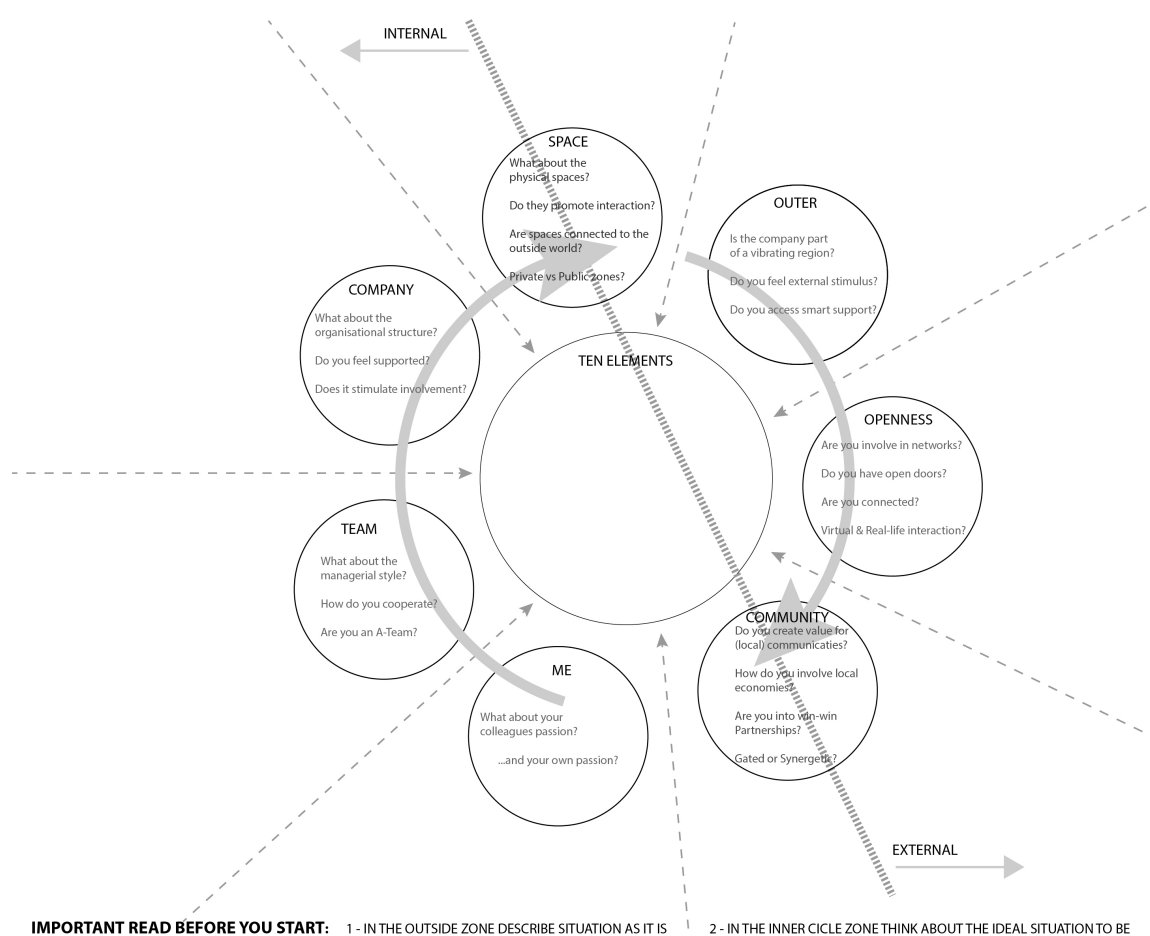 INTERNAL
SPACE
What about the
physical spaces?
Do they promote interaction?
Are spaces connected to the
outside world?
Private vs Public zones?
OUTER
Is the company part
of a vibrating region?
Do you feel external stimulus?
Do you access smart support?
COMPANY
What about the
organisational structure?
Do you feel supported?
Does it stimulate involvement?
TEN ELEMENTS
OPENNESS
Are you involve in networks?
Do you have open doors?
Are you connected?
Virtual & Real-life interaction?
TEAM
What about the
managerial style?
How do you cooperate?
Are you an A-Team?
COMMUNITY
Do you create value for
(local) communicaties?
How do you involve local
economies?
Are you into win-win
Partnerships?
Gated or Synergetic?
ME
What about your
colleagues passion?
...and your own passion?
EXTERNAL
IMPORTANT READ BEFORE YOU START: 1 - IN THE OUTSIDE ZONE DESCRIBE SITUATION AS IT IS 2 - IN THE INNER CICLE ZONE THINK ABOUT THE IDEAL SITUATION TO BE